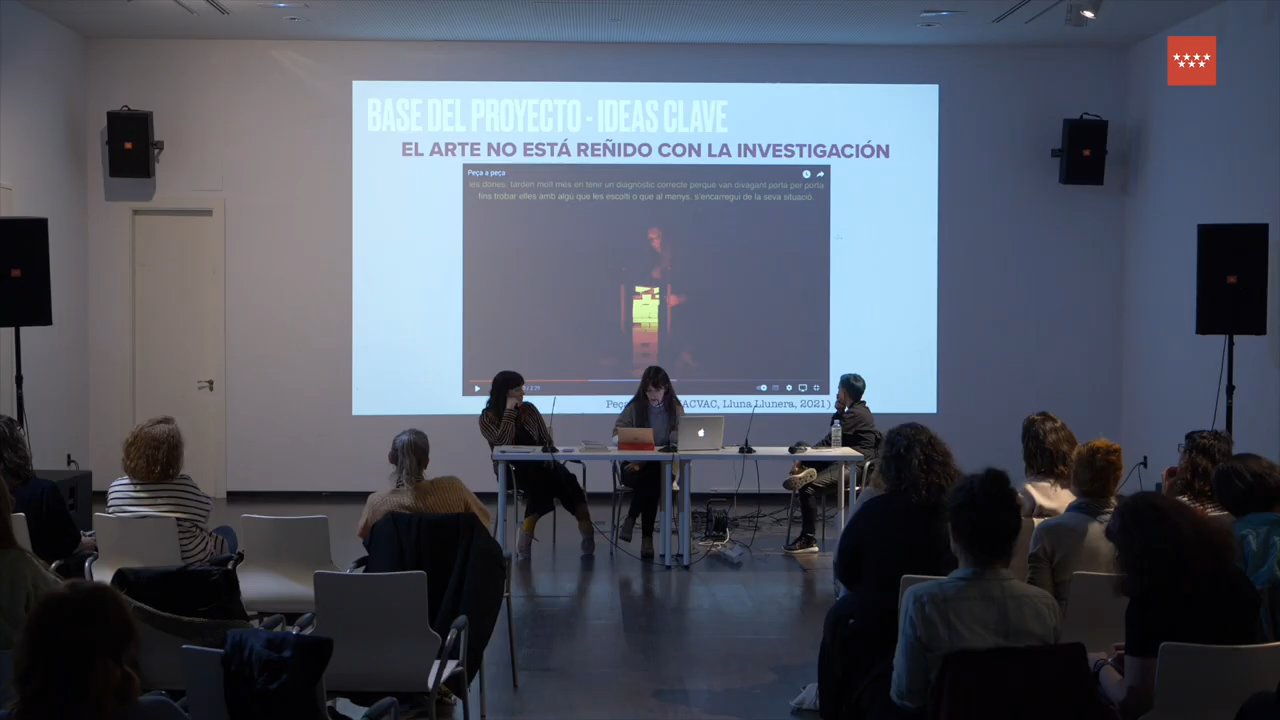 BASE DEL PROYECTO - IDEAS CLAVE
EL ARTE NO ESTÁ REÑIDO CON LA INVESTIGACIÓN
Peça a peça
les dones, tarden molt més en tenir un diagnòstic correcte perquè van divagant porta per porta
fins trobar elles amb algú que les escolti o que al menys, s'encarregui de la seva situació.
/ 2:29
ACVAC, Lluna Llunera, 2021)